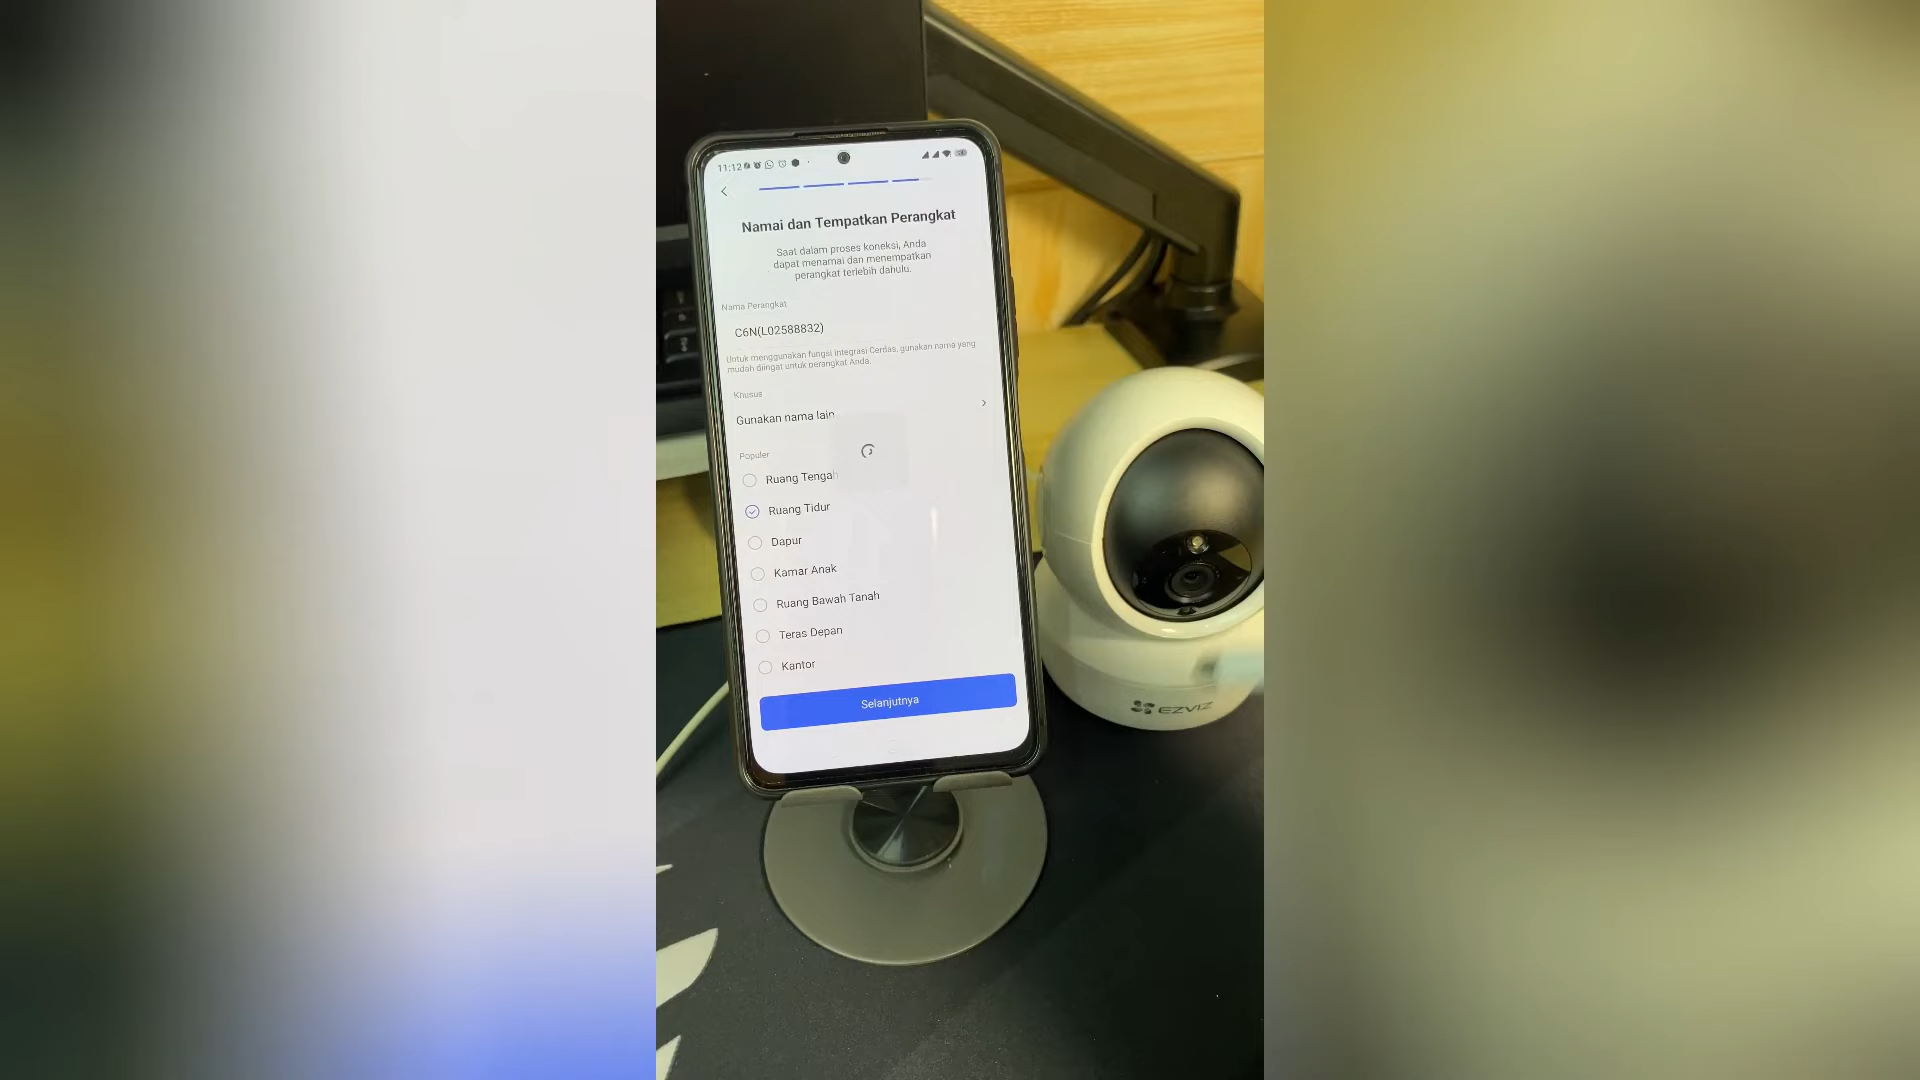 11:12
Namai dan Tempatkan Perangkat
Saat dalam proses koneksi, Anda
dapat menamai dan menempatkan
perangkat terlebih dahulu.
Nama Perangkat
C6N(L02588832)
Untuk menggunakan fungsi integrasi Cerdas, gunakan nama yang
mudah diingat untuk perangkat Anda.
Khusus
Gunakan nama lain
Populer
Ruang Tengah
Ruang Tidur
Dapur
Kamar Anak
Ruang Bawah Tanah
Teras Depan
Kantor
Selanjutnya
EZVIZ